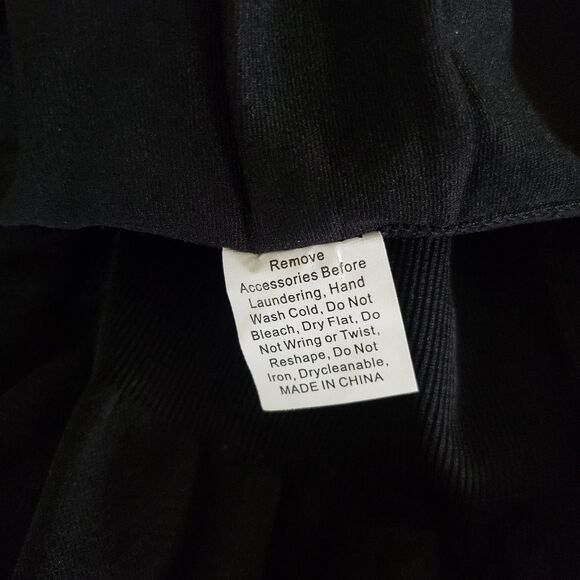 Remove
Accessories Before
Laundering, Hand
Wash Cold, Do Not
Bleach, Dry Flat, Do
Not Wring or Twist,
Reshape, Do Not
Iron, Drycleanable,
MADE IN CHINA